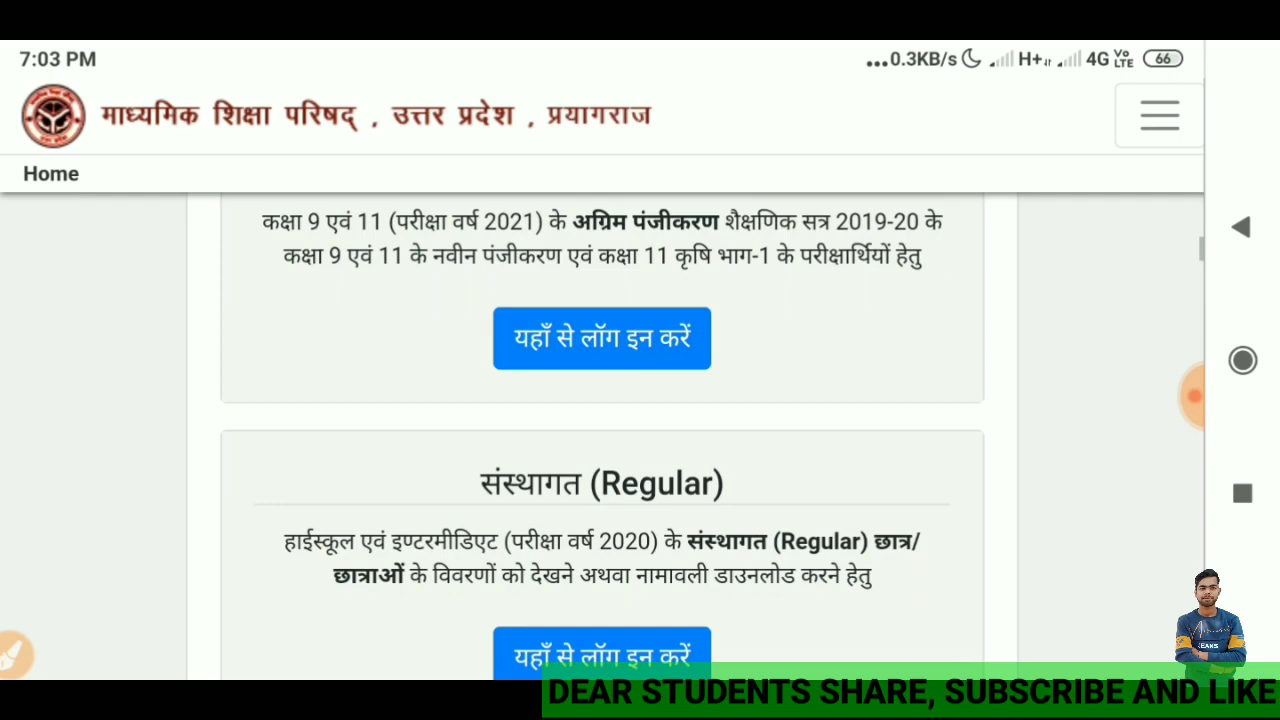 7:03 PM
...0.3KB/s H+ 4G VoLTE 66
माध्यमिक शिक्षा परिषद् , उत्तर प्रदेश , प्रयागराज
Home
कक्षा 9 एवं 11 (परीक्षा वर्ष 2021) के अग्रिम पंजीकरण शैक्षणिक सत्र 2019-20 के
कक्षा 9 एवं 11 के नवीन पंजीकरण एवं कक्षा 11 कृषि भाग-1 के परीक्षार्थियों हेतु
यहाँ से लॉग इन करें
संस्थागत (Regular)
हाईस्कूल एवं इण्टरमीडिएट (परीक्षा वर्ष 2020) के संस्थागत (Regular) छात्र/
छात्राओं के विवरणों को देखने अथवा नामावली डाउनलोड करने हेतु
यहाँ से लॉग इन करें
DEAR STUDENTS SHARE, SUBSCRIBE AND LIKE